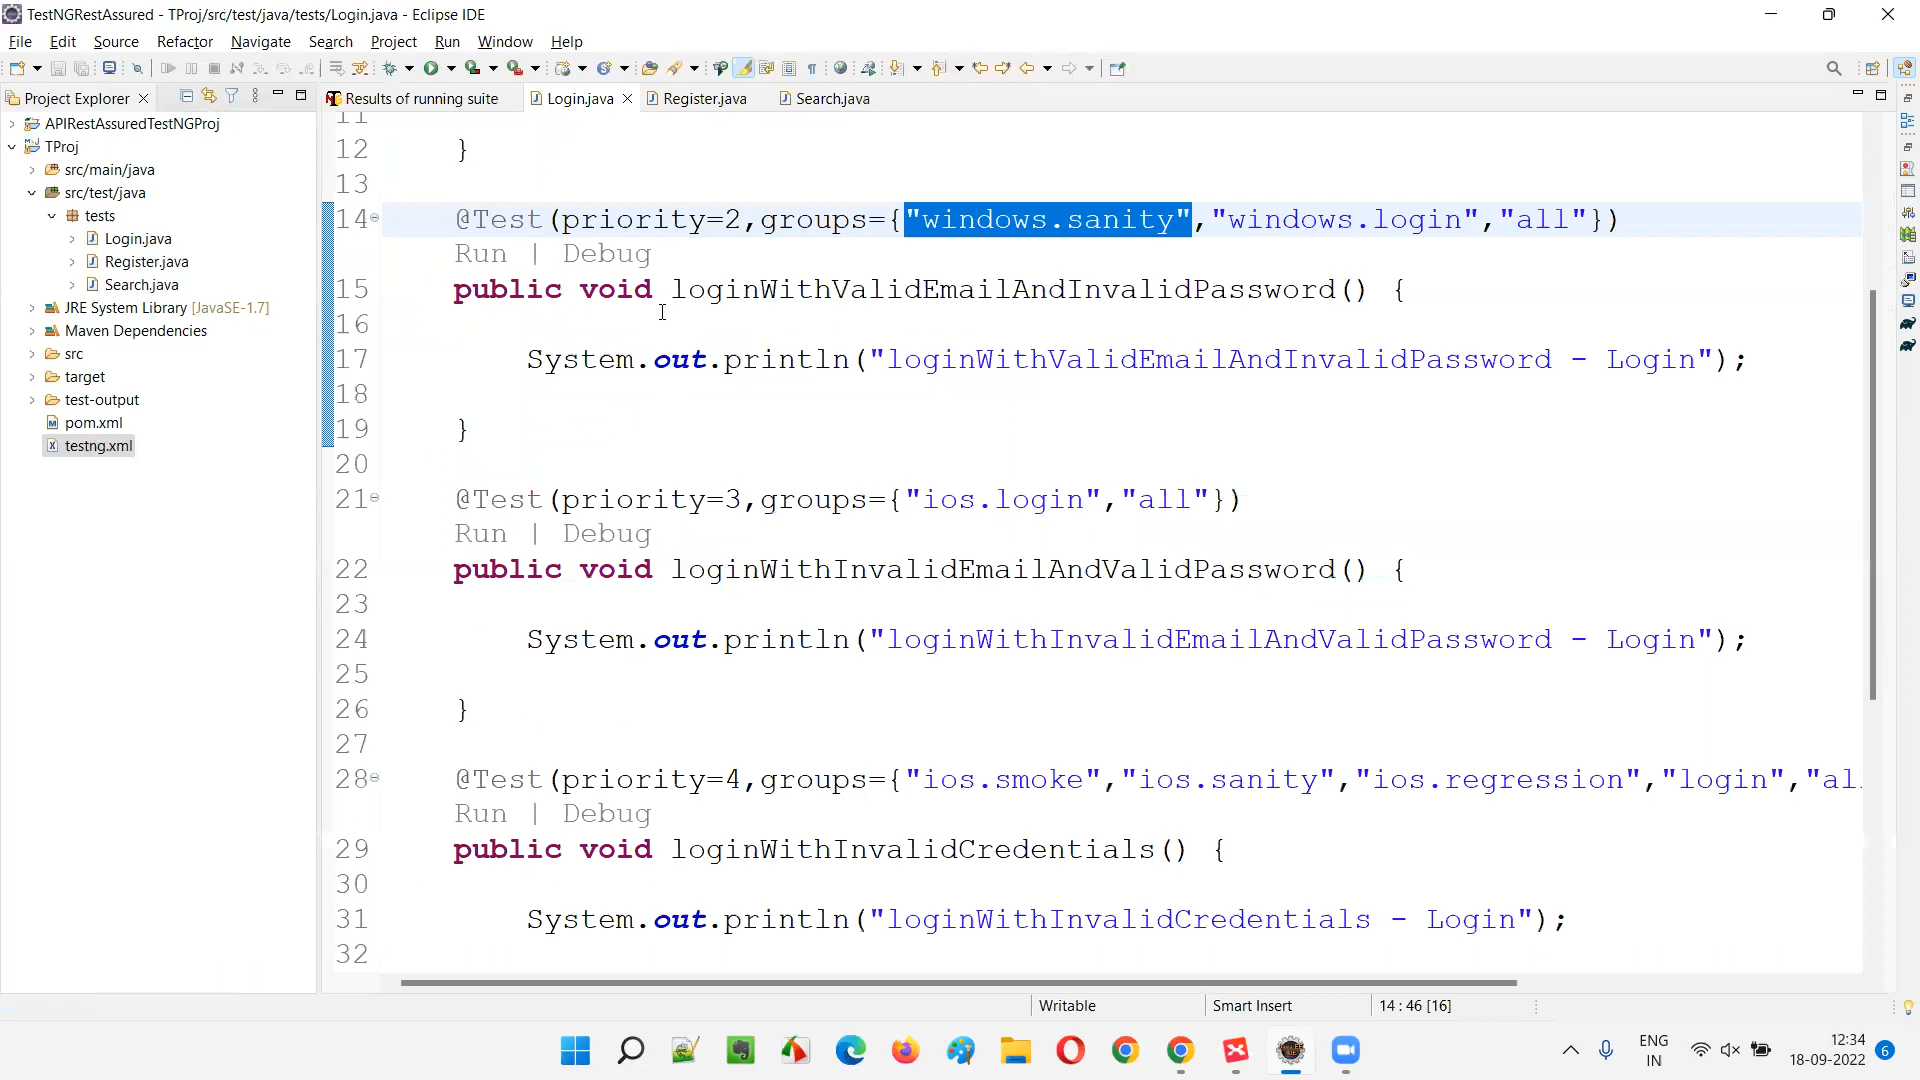 TestNGRestAssured - TProj/src/test/java/tests/Login.java - Eclipse IDE
File Edit Source Refactor Navigate Search Project Run Window Help
Project Explorer
Results of running suite Login.java Register.java Search.java
APIRestAssuredTestNGProj
TProj
src/main/java
src/test/java
tests
Login.java
Register.java
Search.java
JRE System Library [JavaSE-1.7]
Maven Dependencies
src
target
test-output
pom.xml
testng.xml
11
12 }
13
14 @Test(priority=2,groups={"windows.sanity","windows.login","all"})
Run | Debug
15 public void loginWithValidEmailAndInvalidPassword() {
16
17 System.out.println("loginWithValidEmailAndInvalidPassword - Login");
18
19 }
20
21 @Test(priority=3,groups={"ios.login","all"})
Run | Debug
22 public void loginWithInvalidEmailAndValidPassword() {
23
24 System.out.println("loginWithInvalidEmailAndValidPassword - Login");
25
26 }
27
28 @Test(priority=4,groups={"ios.smoke","ios.sanity","ios.regression","login","al
Run | Debug
29 public void loginWithInvalidCredentials() {
30
31 System.out.println("loginWithInvalidCredentials - Login");
32
Writable Smart Insert 14 : 46 [16]
ENG
IN
12:34
18-09-2022
6